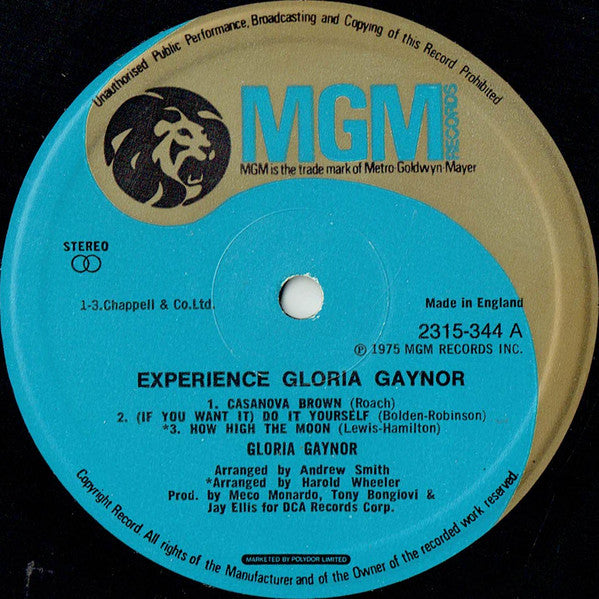 Unauthorised Public Performance, Broadcasting and Copying of this Record Prohibited
MGM
RECORDS
MGM is the trade mark of Metro-Goldwyn-Mayer
STEREO
1-3.Chappell & Co.Ltd.
Made in England
2315-344 A
℗ 1975 MGM RECORDS INC.
EXPERIENCE GLORIA GAYNOR
1. CASANOVA BROWN (Roach)
2. (IF YOU WANT IT) DO IT YOURSELF (Bolden-Robinson)
*3. HOW HIGH THE MOON (Lewis-Hamilton)
GLORIA GAYNOR
Arranged by Andrew Smith
*Arranged by Harold Wheeler
Prod. by Meco Monardo, Tony Bongiovi &
Jay Ellis for DCA Records Corp.
MARKETED BY POLYDOR LIMITED
Copyright Record. All rights of the Manufacturer and of the Owner of the recorded work reserved.